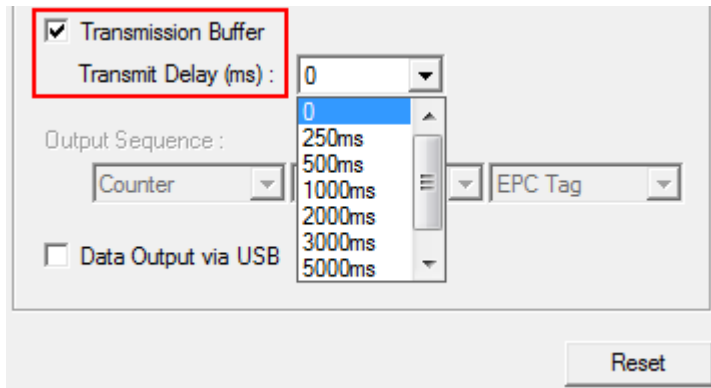 Transmission Buffer
Transmit Delay (ms) : 0
0
250ms
500ms
1000ms
2000ms
3000ms
5000ms
Output Sequence :
Counter EPC Tag
Data Output via USB
Reset